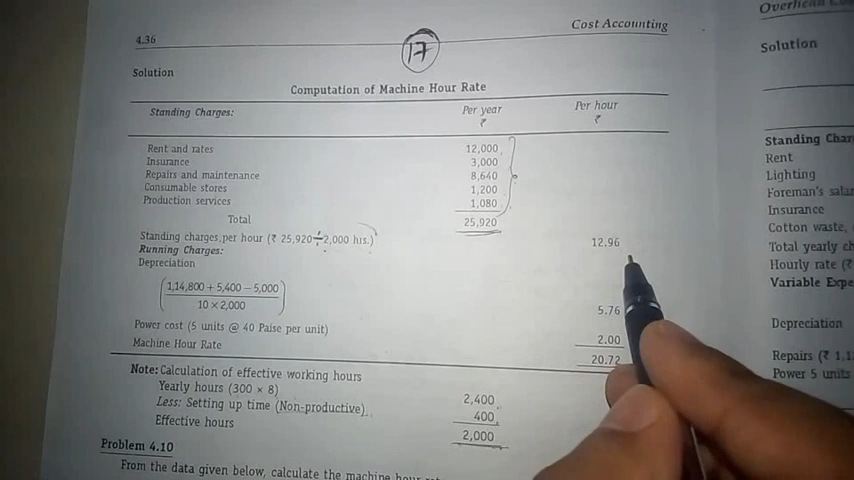 4.36
17
Cost Accounting
Solution
Computation of Machine Hour Rate
Standing Charges: Per year Per hour
₹ ₹
Rent and rates 12,000
Insurance 3,000
Repairs and maintenance 8,640
Consumable stores 1,200
Production services 1,080
Total 25,920
Standing charges per hour (₹ 25,920÷2,000 hrs.) 12.96
Running Charges:
Depreciation
(1,14,800 + 5,400 – 5,000
10 × 2,000) 5.76
Power cost (5 units @ 40 Paise per unit) 2.00
Machine Hour Rate 20.72
Note: Calculation of effective working hours
Yearly hours (300 × 8) 2,400
Less: Setting up time (Non-productive) 400
Effective hours 2,000
Problem 4.10
From the data given below, calculate the machine hour
Overhead
Solution
Standing
Rent
Lighting
Foreman's
Insurance
Cotton waste,
Total yearly
Hourly rate (₹
Variable
Depreciation
Repairs (₹
Power 5 units